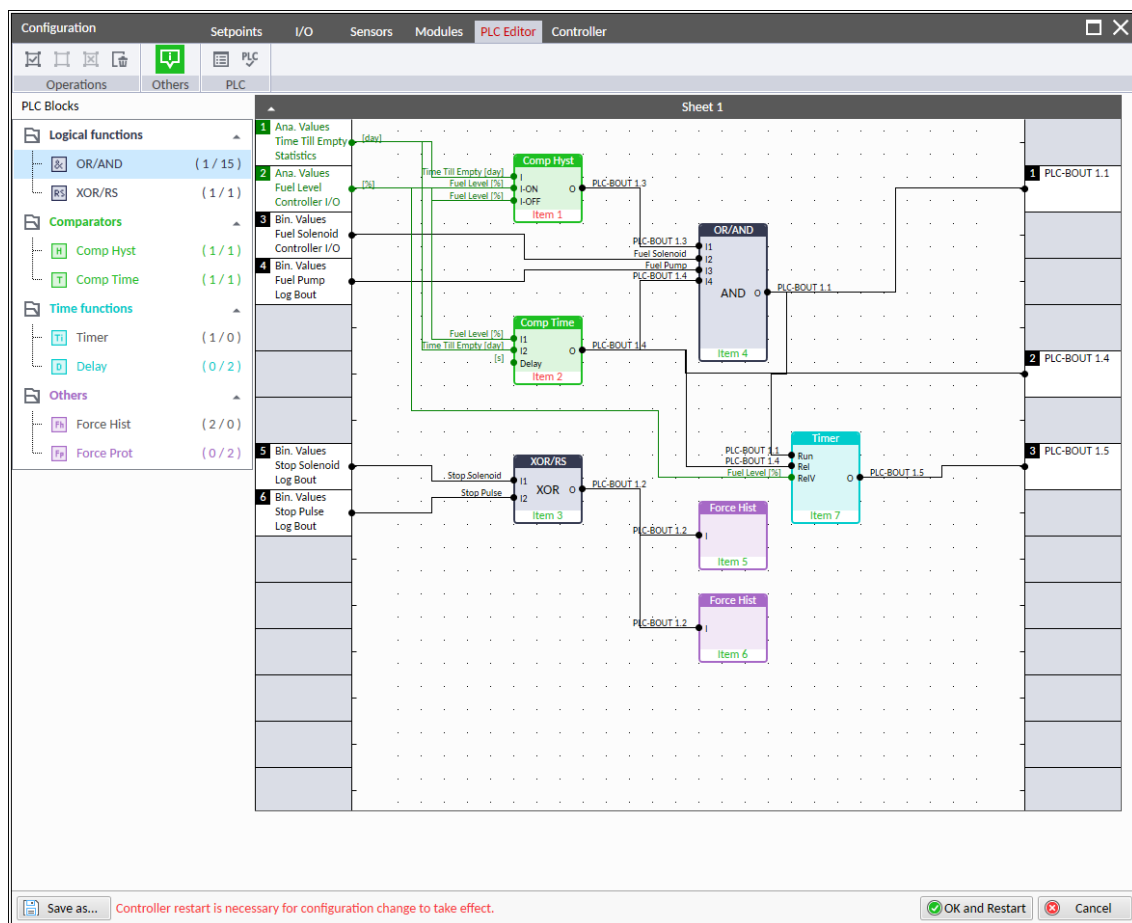 Configuration
Setpoints I/O Sensors Modules PLC Editor Controller
PLC
Operations Others PLC
PLC Blocks
Logical functions
& OR/AND ( 1 / 15 )
RS XOR/RS ( 1 / 1 )
Comparators
H Comp Hyst ( 1 / 1 )
T Comp Time ( 1 / 1 )
Time functions
Ti Timer ( 1 / 0 )
D Delay ( 0 / 2 )
Others
Fh Force Hist ( 2 / 0 )
Fp Force Prot ( 0 / 2 )
Sheet 1
1 Ana. Values
Time Till Empty
Statistics
[day]
2 Ana. Values
Fuel Level
Controller I/O
[%]
3 Bin. Values
Fuel Solenoid
Controller I/O
4 Bin. Values
Fuel Pump
Log Bout
5 Bin. Values
Stop Solenoid
Log Bout
6 Bin. Values
Stop Pulse
Log Bout
Comp Hyst
Time Till Empty [day] I
Fuel Level [%] I-ON O PLC-BOUT 1.3
Fuel Level [%] I-OFF
Item 1
OR/AND
PLC-BOUT 1.3 I1
Fuel Solenoid I2
Fuel Pump I3
PLC-BOUT 1.4 I4
AND O PLC-BOUT 1.1
Item 4
Comp Time
Fuel Level [%] I1
Time Till Empty [day] I2 O PLC-BOUT 1.4
[s] Delay
Item 2
Timer
PLC-BOUT 1.1 Run
PLC-BOUT 1.4 Rel
Fuel Level [%] RelV O PLC-BOUT 1.5
Item 7
XOR/RS
Stop Solenoid I1
XOR O PLC-BOUT 1.2
Stop Pulse I2
Item 3
Force Hist
PLC-BOUT 1.2 I
Item 5
Force Hist
PLC-BOUT 1.2 I
Item 6
1 PLC-BOUT 1.1
2 PLC-BOUT 1.4
3 PLC-BOUT 1.5
Save as... Controller restart is necessary for configuration change to take effect. OK and Restart Cancel